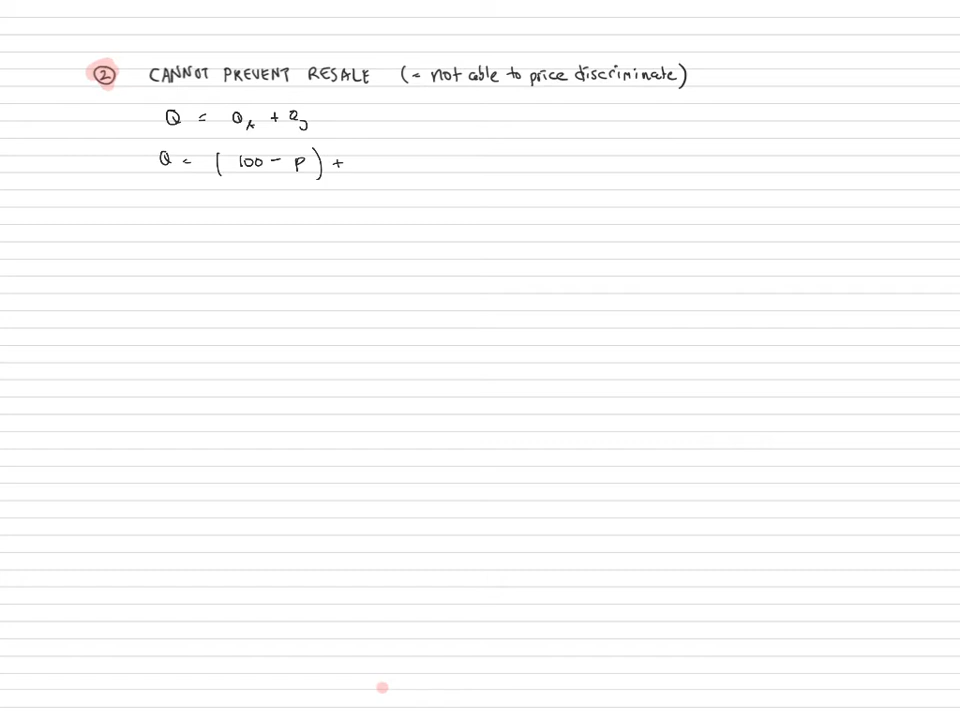 ② CANNOT PREVENT RESALE (= not able to price discriminate)
Q = Q_A + Q_J
Q = (100 - P) +